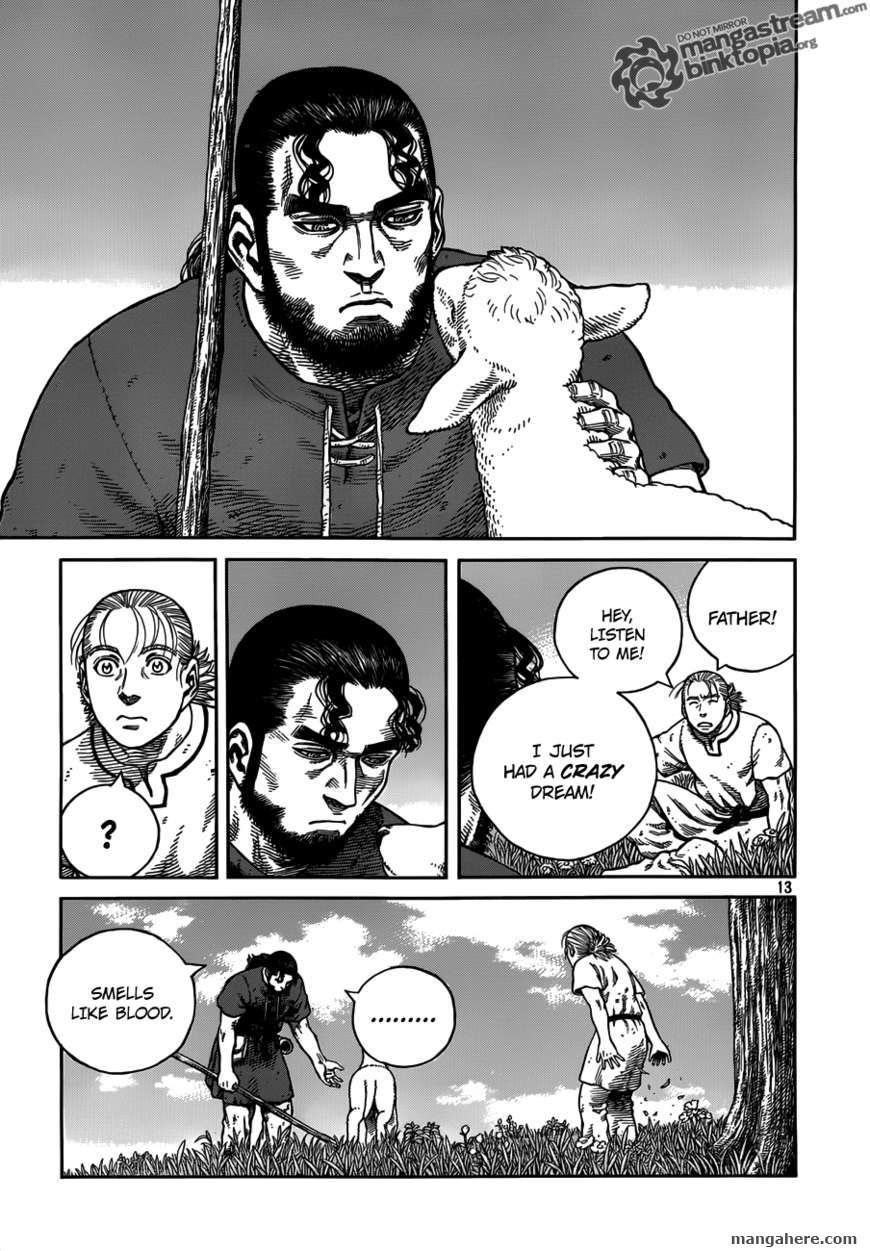 DO NOT MIRROR
mangastream.com
binktopia.org
FATHER!
HEY,
LISTEN
TO ME!
I JUST
HAD A CRAZY
DREAM!
?
13
.........
SMELLS
LIKE BLOOD.
mangahere.com